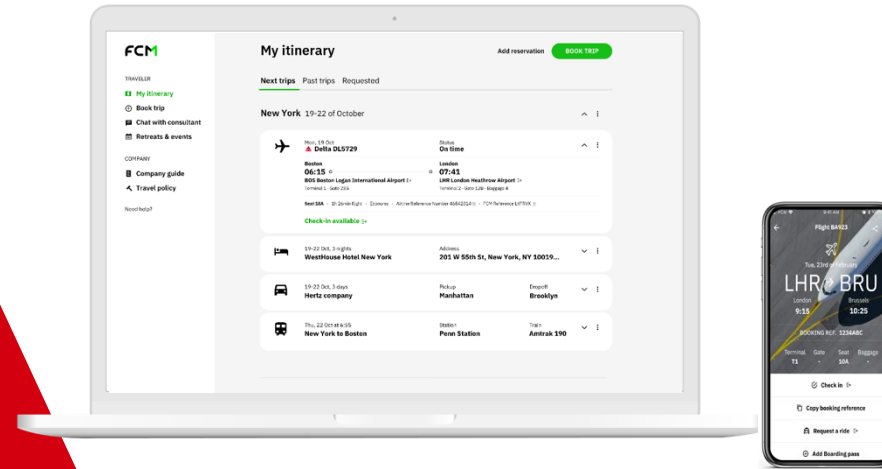 FCM
TRAVELER
My itinerary
Book trip
Chat with consultant
Retreats & events
COMPANY
Company guide
Travel policy
Need help?
My itinerary
Add reservation
BOOK TRIP
Next trips Past trips Requested
New York 19-22 of October
Mon, 19 Oct
Delta DL5729
Status
On time
Boston
06:15
BOS Boston Logan International Airport
London
07:41
LHR London Heathrow Airport
Economy
Check-in available
19-22 Oct, 3 nights
WestHouse Hotel New York
Address
201 W 55th St, New York, NY 10019...
19-22 Oct, 3 days
Hertz company
Pickup
Manhattan
Dropoff
Brooklyn
Thu, 22 Oct at 6:55
New York to Boston
Station
Penn Station
Train
Amtrak 190
Flight BA923
Tue, 23rd of February
LHR BRU
London Brussels
9:15 10:25
BOOKING REF: 1234ABC
Terminal Gate Seat Baggage
T1 - 10A -
Check in
Copy booking reference
Request a ride
Add Boarding pass